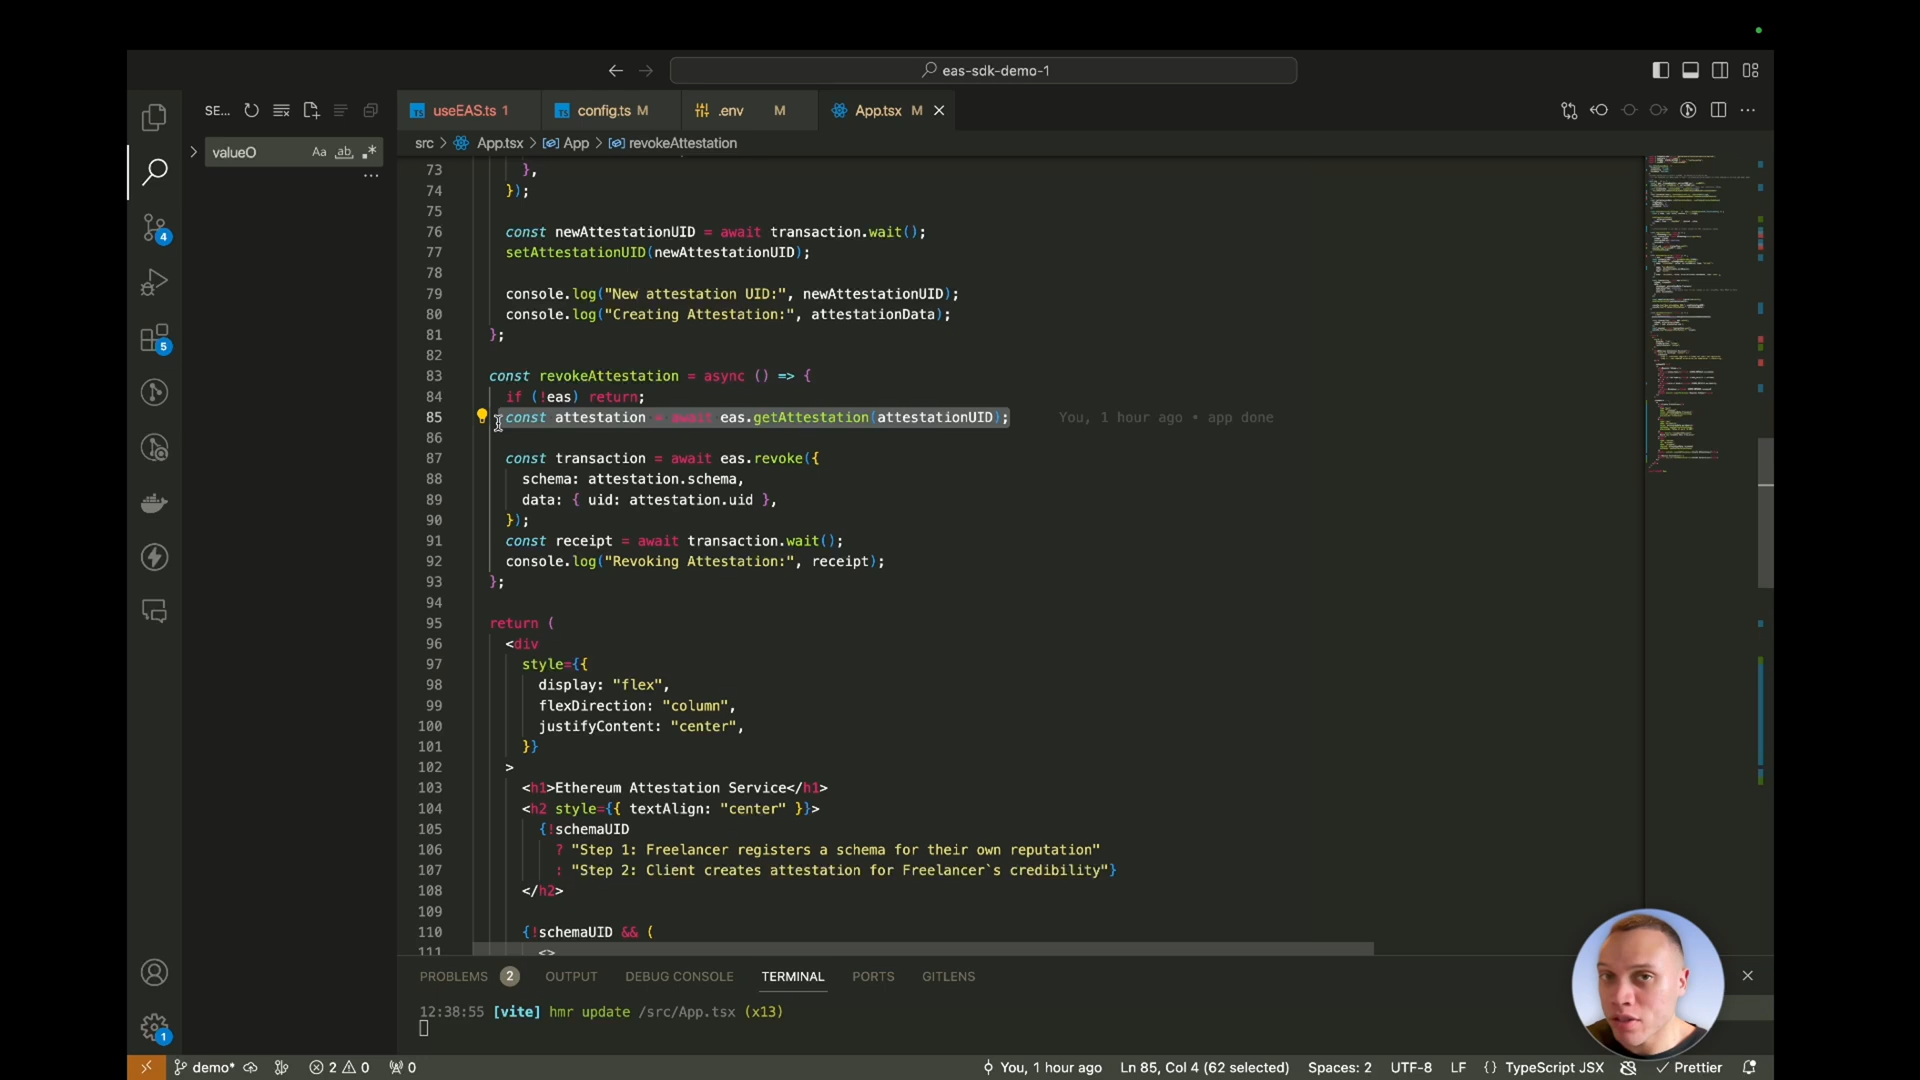 eas-sdk-demo-1
SE...
useEAS.ts 1
config.ts M
.env M
App.tsx M
valueO
Aa ab .*
...
src > App.tsx > App > revokeAttestation
73 },
74 });
75
76 const newAttestationUID = await transaction.wait();
77 setAttestationUID(newAttestationUID);
78
79 console.log("New attestation UID:", newAttestationUID);
80 console.log("Creating Attestation:", attestationData);
81 };
82
83 const revokeAttestation = async () => {
84 if (!eas) return;
85 const attestation = await eas.getAttestation(attestationUID); You, 1 hour ago • app done
86
87 const transaction = await eas.revoke({
88 schema: attestation.schema,
89 data: { uid: attestation.uid },
90 });
91 const receipt = await transaction.wait();
92 console.log("Revoking Attestation:", receipt);
93 };
94
95 return (
96 <div
97 style={{
98 display: "flex",
99 flexDirection: "column",
100 justifyContent: "center",
101 }}
102 >
103 <h1>Ethereum Attestation Service</h1>
104 <h2 style={{ textAlign: "center" }}>
105 {!schemaUID
106 ? "Step 1: Freelancer registers a schema for their own reputation"
107 : "Step 2: Client creates attestation for Freelancer`s credibility"}
108 </h2>
109
110 {!schemaUID && (
111 <>
4
5
1
PROBLEMS 2 OUTPUT DEBUG CONSOLE TERMINAL PORTS GITLENS
12:38:55 [vite] hmr update /src/App.tsx (x13)
demo* 2 0 0 You, 1 hour ago Ln 85, Col 4 (62 selected) Spaces: 2 UTF-8 LF {} TypeScript JSX Prettier